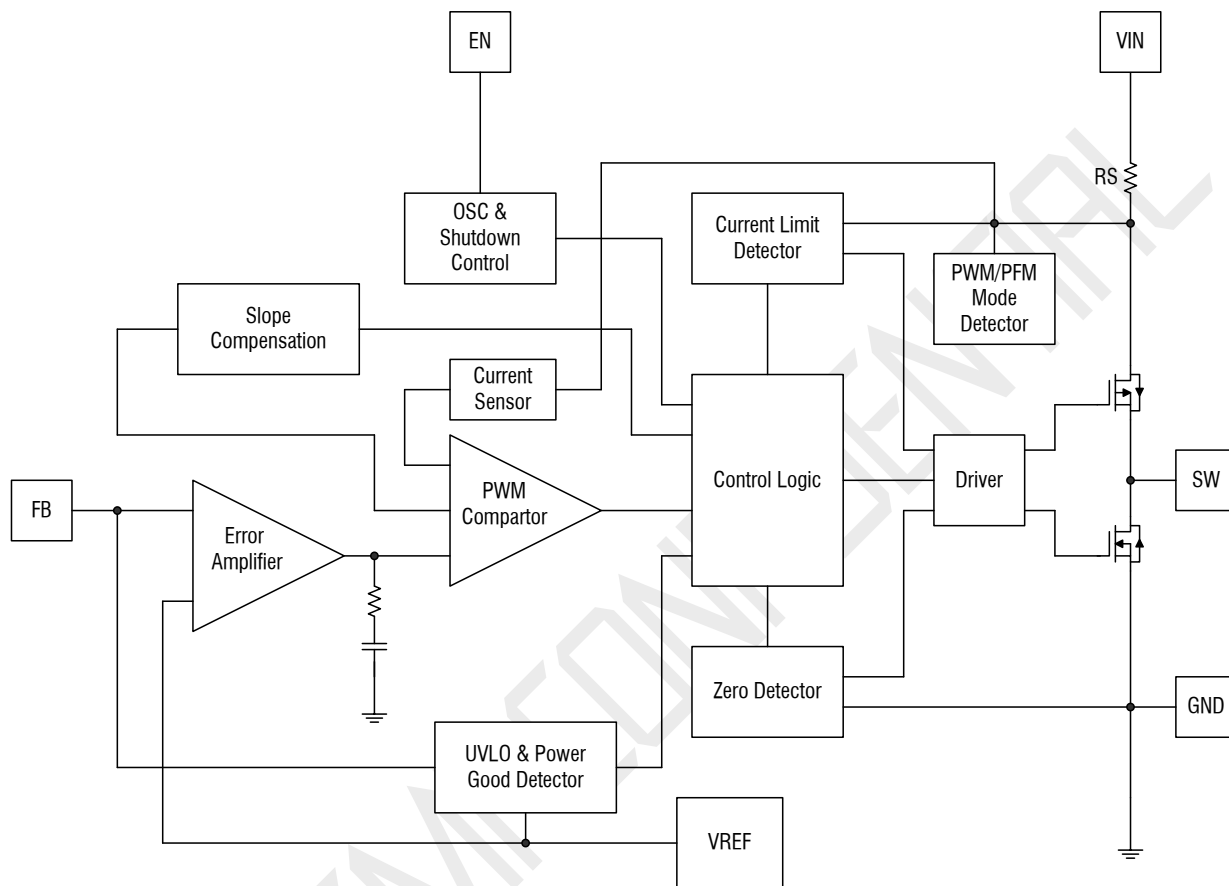 EN
VIN
RS
OSC &
Shutdown
Control
Current Limit
Detector
PWM/PFM
Mode
Detector
Slope
Compensation
Current
Sensor
FB
Error
Amplifier
PWM
Compartor
Control Logic
Driver
SW
Zero Detector
GND
UVLO & Power
Good Detector
VREF